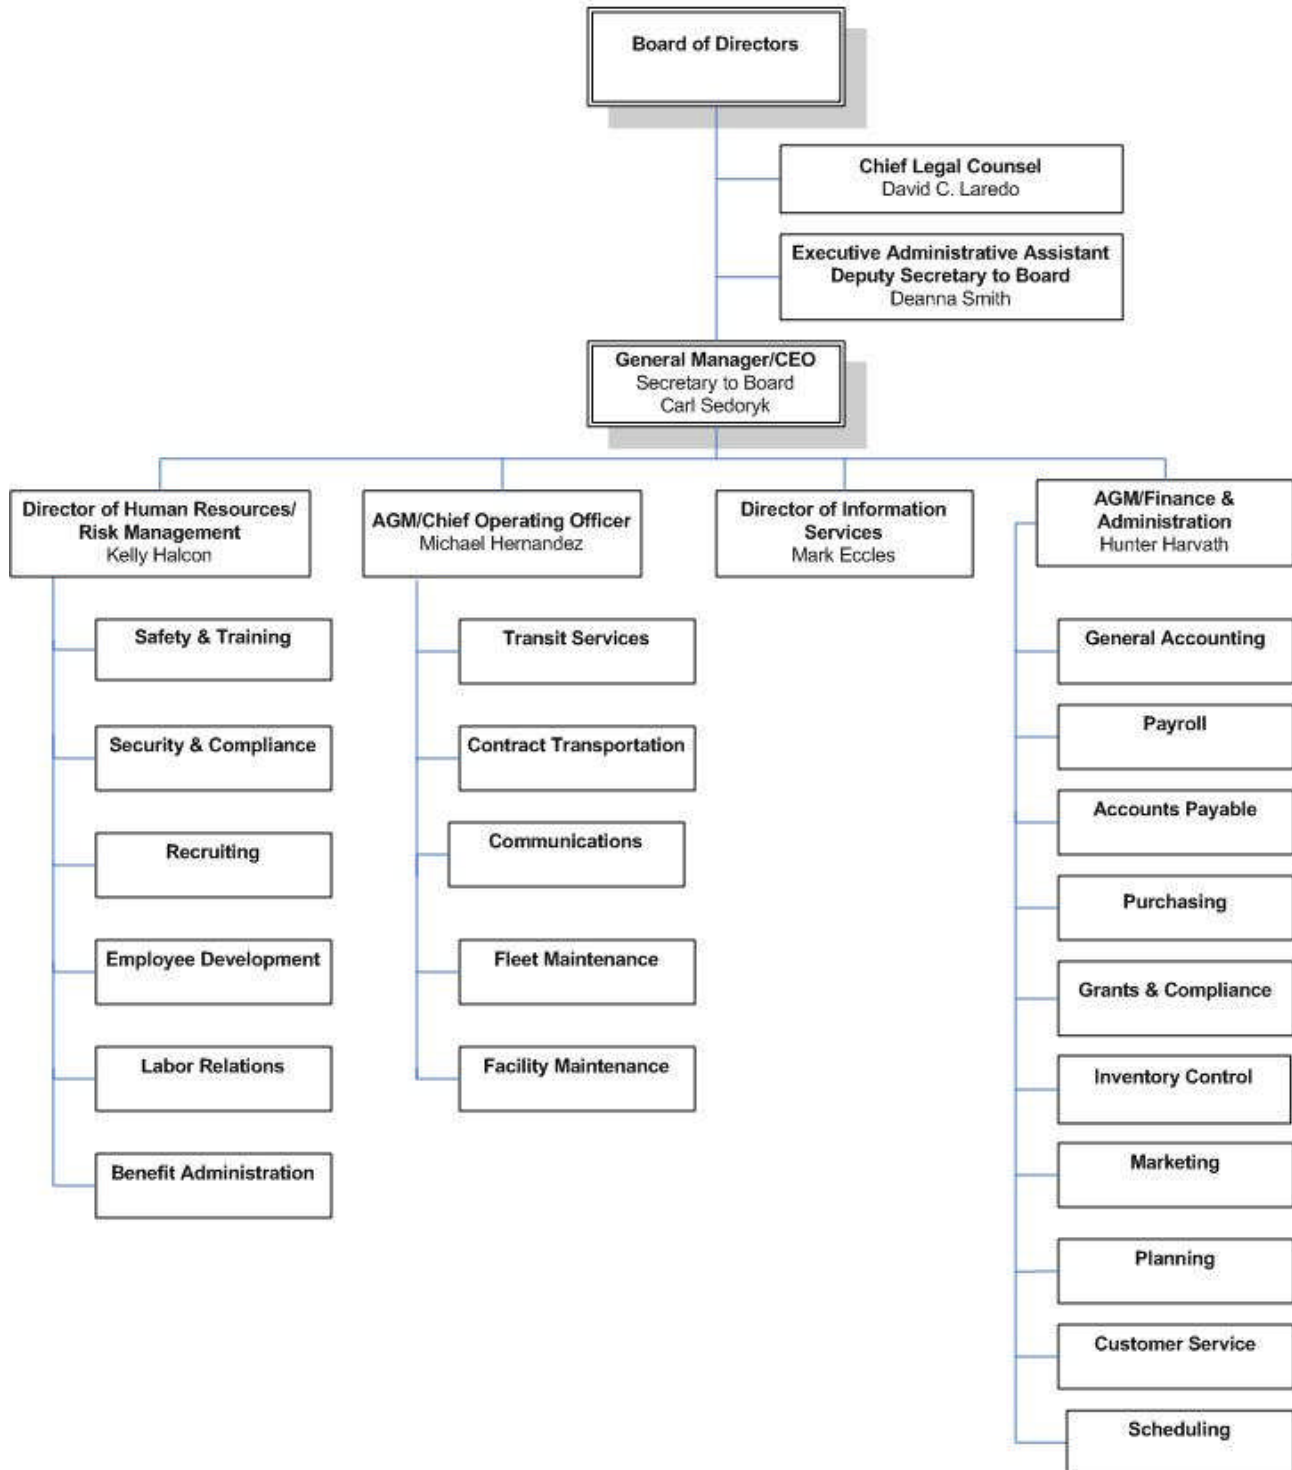 Board of Directors
Chief Legal Counsel
David C. Laredo
Executive Administrative Assistant
Deputy Secretary to Board
Deanna Smith
General Manager/CEO
Secretary to Board
Carl Sedoryk
Director of Human Resources/
Risk Management
Kelly Halcon
AGM/Chief Operating Officer
Michael Hernandez
Director of Information
Services
Mark Eccles
AGM/Finance &
Administration
Hunter Harvath
Safety & Training
Security & Compliance
Recruiting
Employee Development
Labor Relations
Benefit Administration
Transit Services
Contract Transportation
Communications
Fleet Maintenance
Facility Maintenance
General Accounting
Payroll
Accounts Payable
Purchasing
Grants & Compliance
Inventory Control
Marketing
Planning
Customer Service
Scheduling